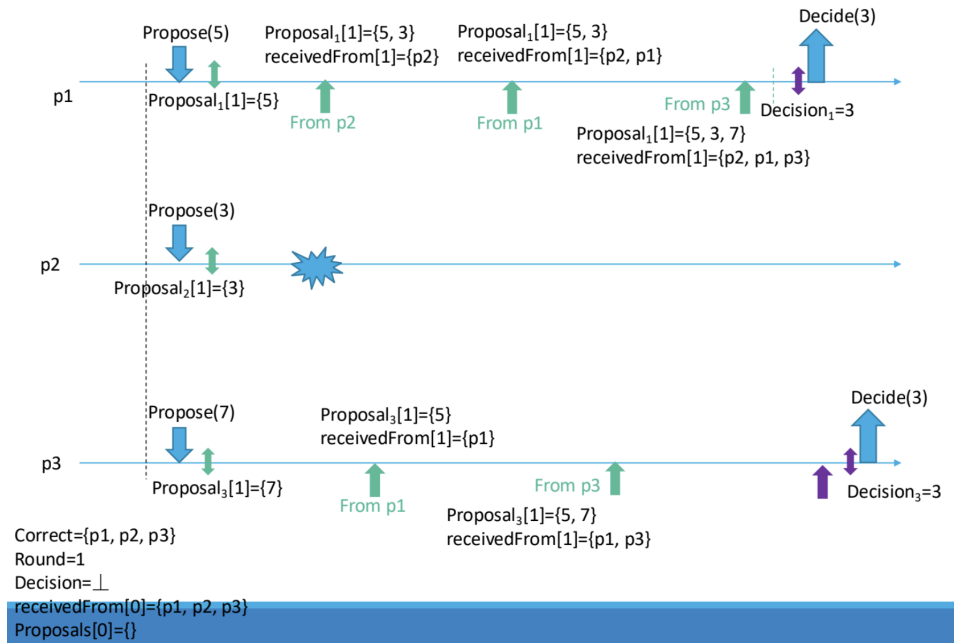 Propose(5)
Proposal₁[1]={5, 3}
receivedFrom[1]={p2}
Proposal₁[1]={5, 3}
receivedFrom[1]={p2, p1}
Decide(3)
p1
Proposal₁[1]={5}
From p2
From p1
From p3
Decision₁=3
Proposal₁[1]={5, 3, 7}
receivedFrom[1]={p2, p1, p3}
Propose(3)
p2
Proposal₂[1]={3}
Propose(7)
Proposal₃[1]={5}
receivedFrom[1]={p1}
Decide(3)
p3
Proposal₃[1]={7}
From p1
From p3
Decision₃=3
Proposal₃[1]={5, 7}
receivedFrom[1]={p1, p3}
Correct={p1, p2, p3}
Round=1
Decision=⊥
receivedFrom[0]={p1, p2, p3}
Proposals[0]={}